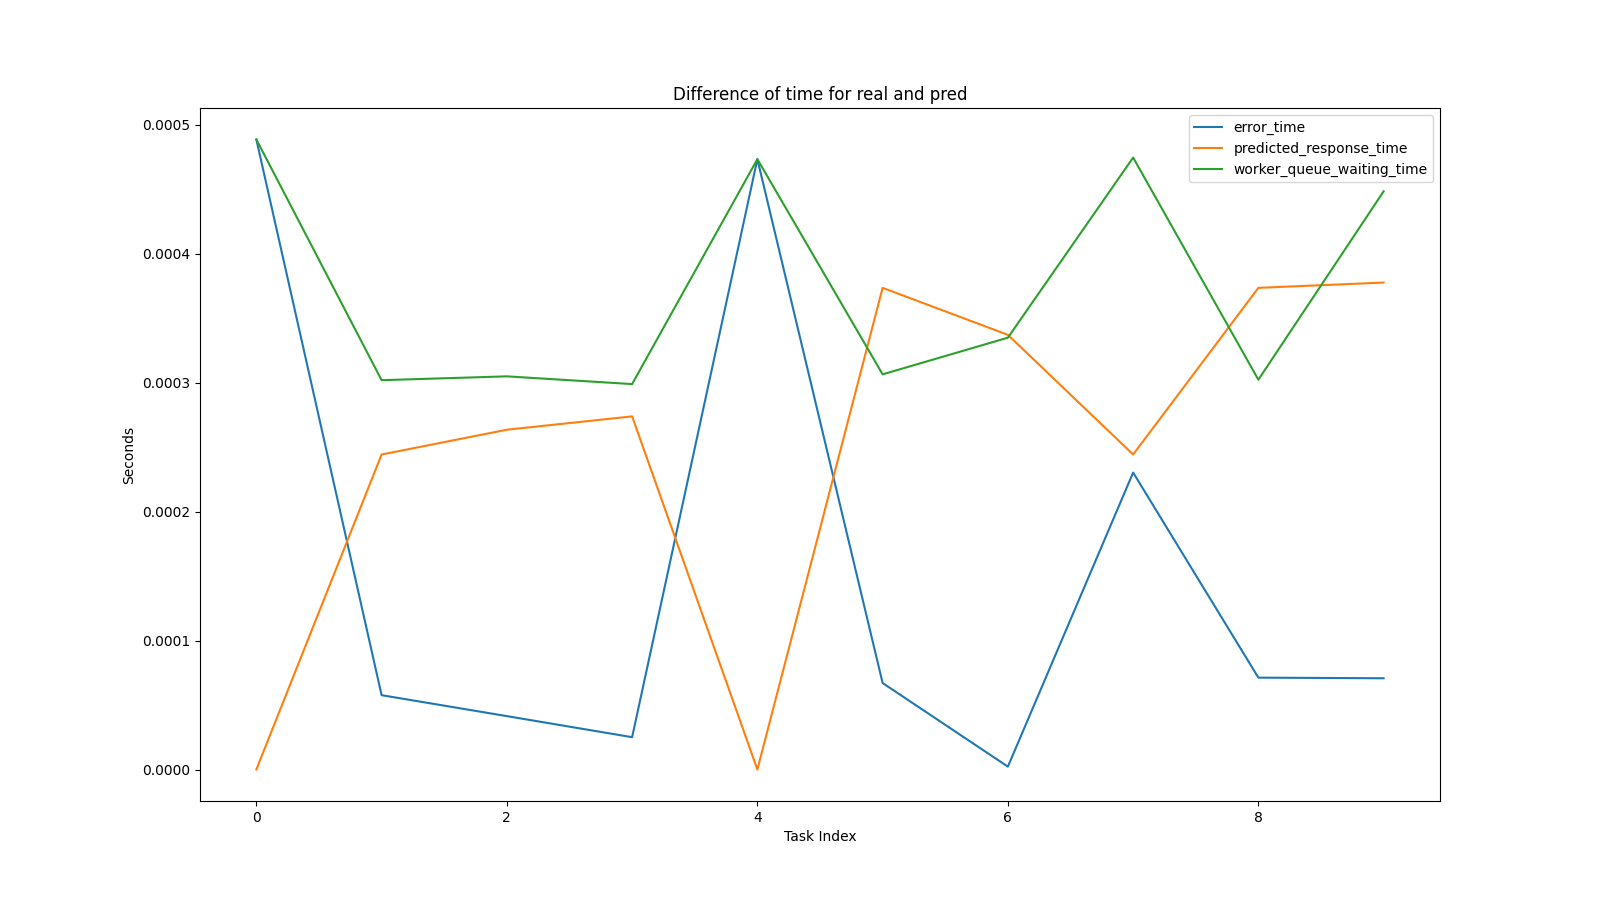 Difference of time for real and pred
error_time
predicted_response_time
worker_queue_waiting_time
Seconds
0.0005
0.0004
0.0003
0.0002
0.0001
0.0000
0 2 4 6 8
Task Index